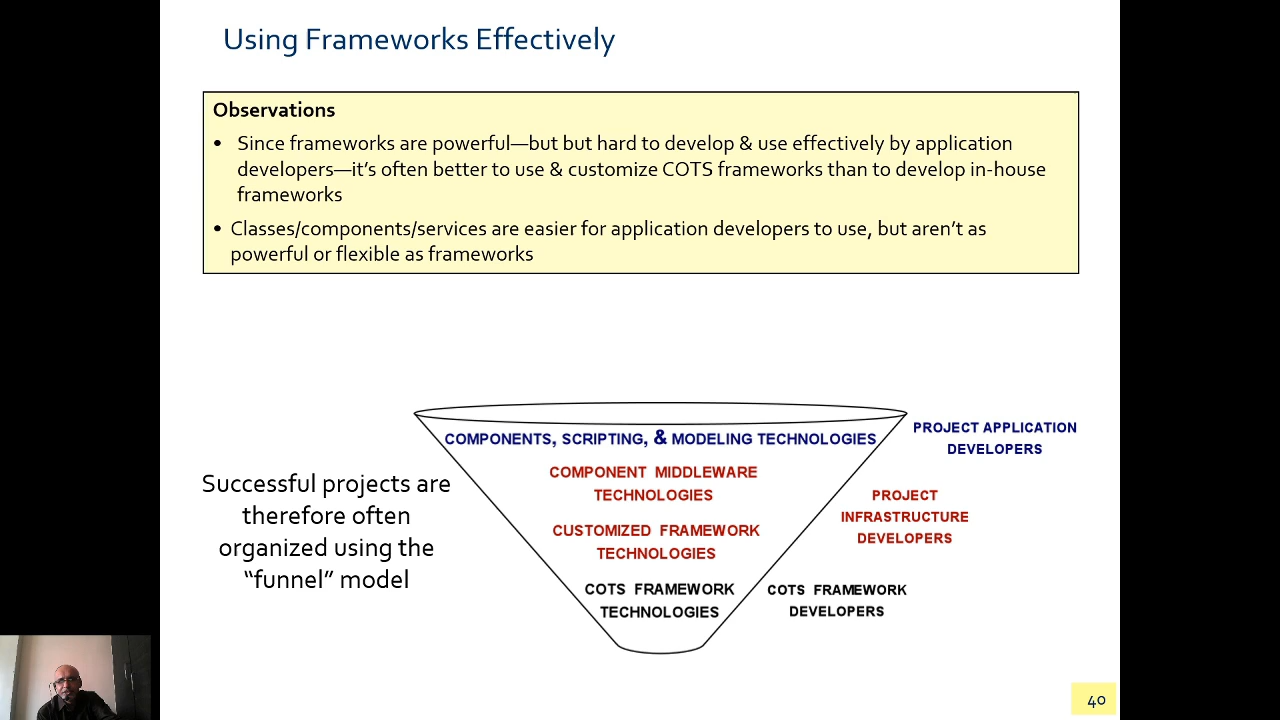 Using Frameworks Effectively
Observations
• Since frameworks are powerful—but but hard to develop & use effectively by application
developers—it's often better to use & customize COTS frameworks than to develop in-house
frameworks
• Classes/components/services are easier for application developers to use, but aren't as
powerful or flexible as frameworks
Successful projects are
therefore often
organized using the
“funnel” model
COMPONENTS, SCRIPTING, & MODELING TECHNOLOGIES
COMPONENT MIDDLEWARE
TECHNOLOGIES
CUSTOMIZED FRAMEWORK
TECHNOLOGIES
COTS FRAMEWORK
TECHNOLOGIES
PROJECT APPLICATION
DEVELOPERS
PROJECT
INFRASTRUCTURE
DEVELOPERS
COTS FRAMEWORK
DEVELOPERS
40